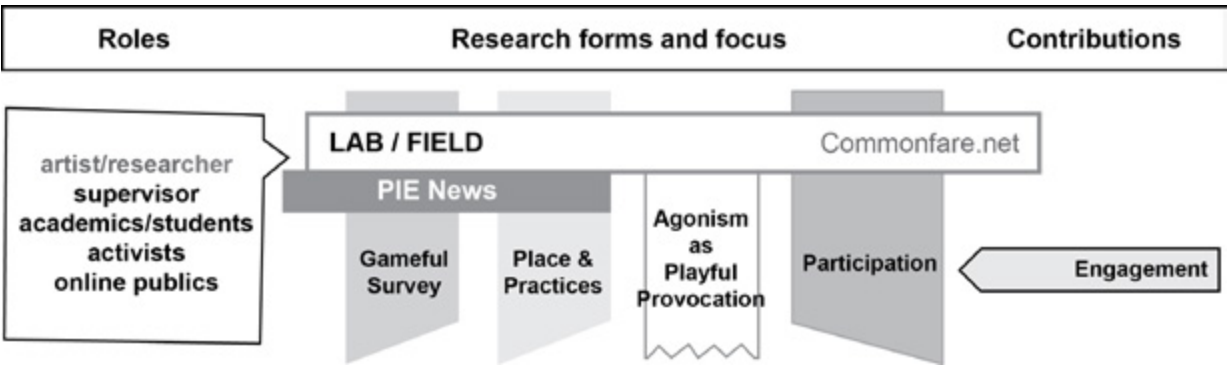 Roles
Research forms and focus
Contributions
artist/researcher
supervisor
academics/students
activists
online publics
LAB / FIELD
Commonfare.net
PIE News
Gameful
Survey
Place &
Practices
Agonism
as
Playful
Provocation
Participation
Engagement